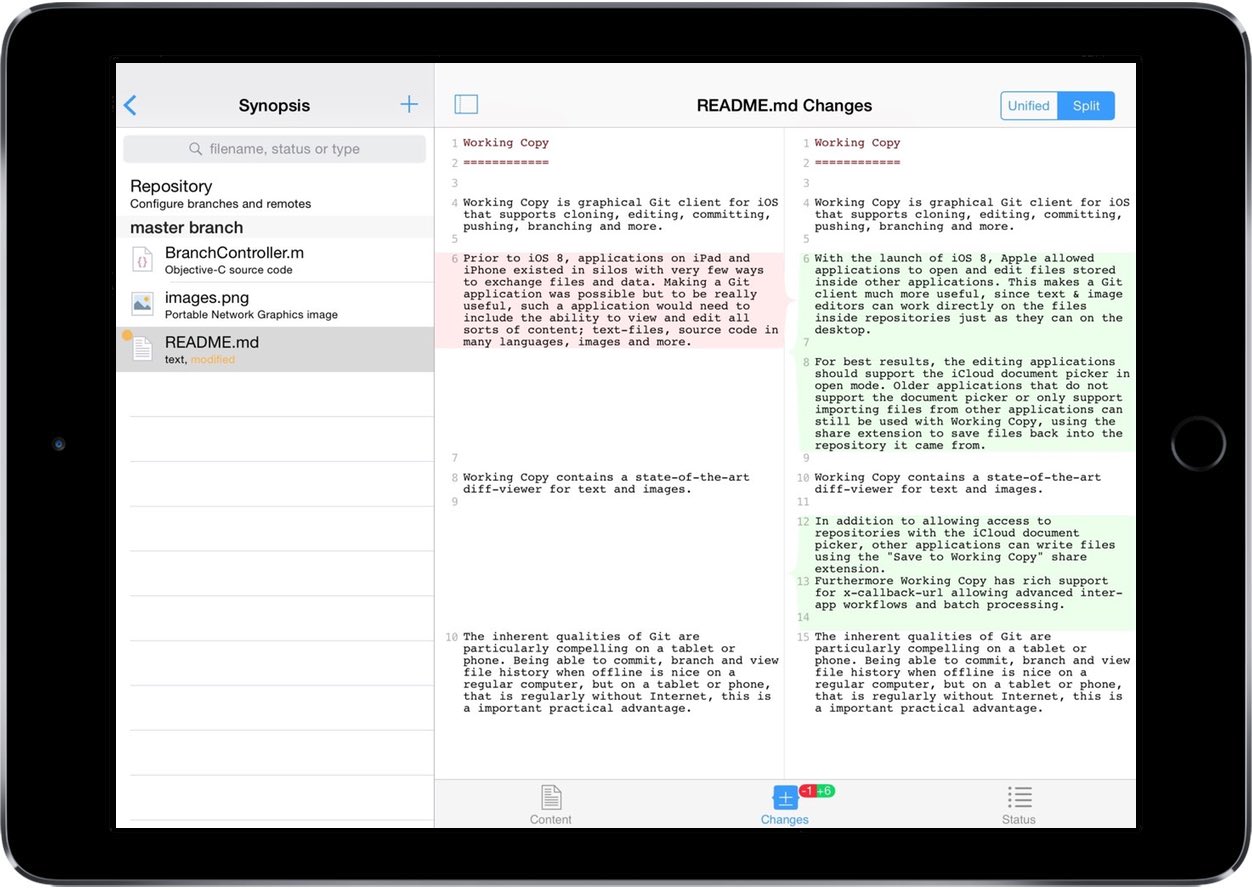 Synopsis
+
filename, status or type
Repository
Configure branches and remotes
master branch
BranchController.m
Objective-C source code
images.png
Portable Network Graphics image
README.md
text, modified
README.md Changes
Unified
Split
1 Working Copy
2 ============
3
4 Working Copy is graphical Git client for iOS
that supports cloning, editing, committing,
pushing, branching and more.
5
6 Prior to iOS 8, applications on iPad and
iPhone existed in silos with very few ways
to exchange files and data. Making a Git
application was possible but to be really
useful, such a application would need to
include the ability to view and edit all
sorts of content; text-files, source code in
many languages, images and more.
7
8 Working Copy contains a state-of-the-art
diff-viewer for text and images.
9
10 The inherent qualities of Git are
particularly compelling on a tablet or
phone. Being able to commit, branch and view
file history when offline is nice on a
regular computer, but on a tablet or phone,
that is regularly without Internet, this is
a important practical advantage.
1 Working Copy
2 ============
3
4 Working Copy is graphical Git client for iOS
that supports cloning, editing, committing,
pushing, branching and more.
5
6 With the launch of iOS 8, Apple allowed
applications to open and edit files stored
inside other applications. This makes a Git
client much more useful, since text & image
editors can work directly on the files
inside repositories just as they can on the
desktop.
7
8 For best results, the editing applications
should support the iCloud document picker in
open mode. Older applications that do not
support the document picker or only support
importing files from other applications can
still be used with Working Copy, using the
share extension to save files back into the
repository it came from.
9
10 Working Copy contains a state-of-the-art
diff-viewer for text and images.
11
12 In addition to allowing access to
repositories with the iCloud document
picker, other applications can write files
using the "Save to Working Copy" share
extension.
13 Furthermore Working Copy has rich support
for x-callback-url allowing advanced inter-
app workflows and batch processing.
14
15 The inherent qualities of Git are
particularly compelling on a tablet or
phone. Being able to commit, branch and view
file history when offline is nice on a
regular computer, but on a tablet or phone,
that is regularly without Internet, this is
a important practical advantage.
Content
-1 +6
Changes
Status